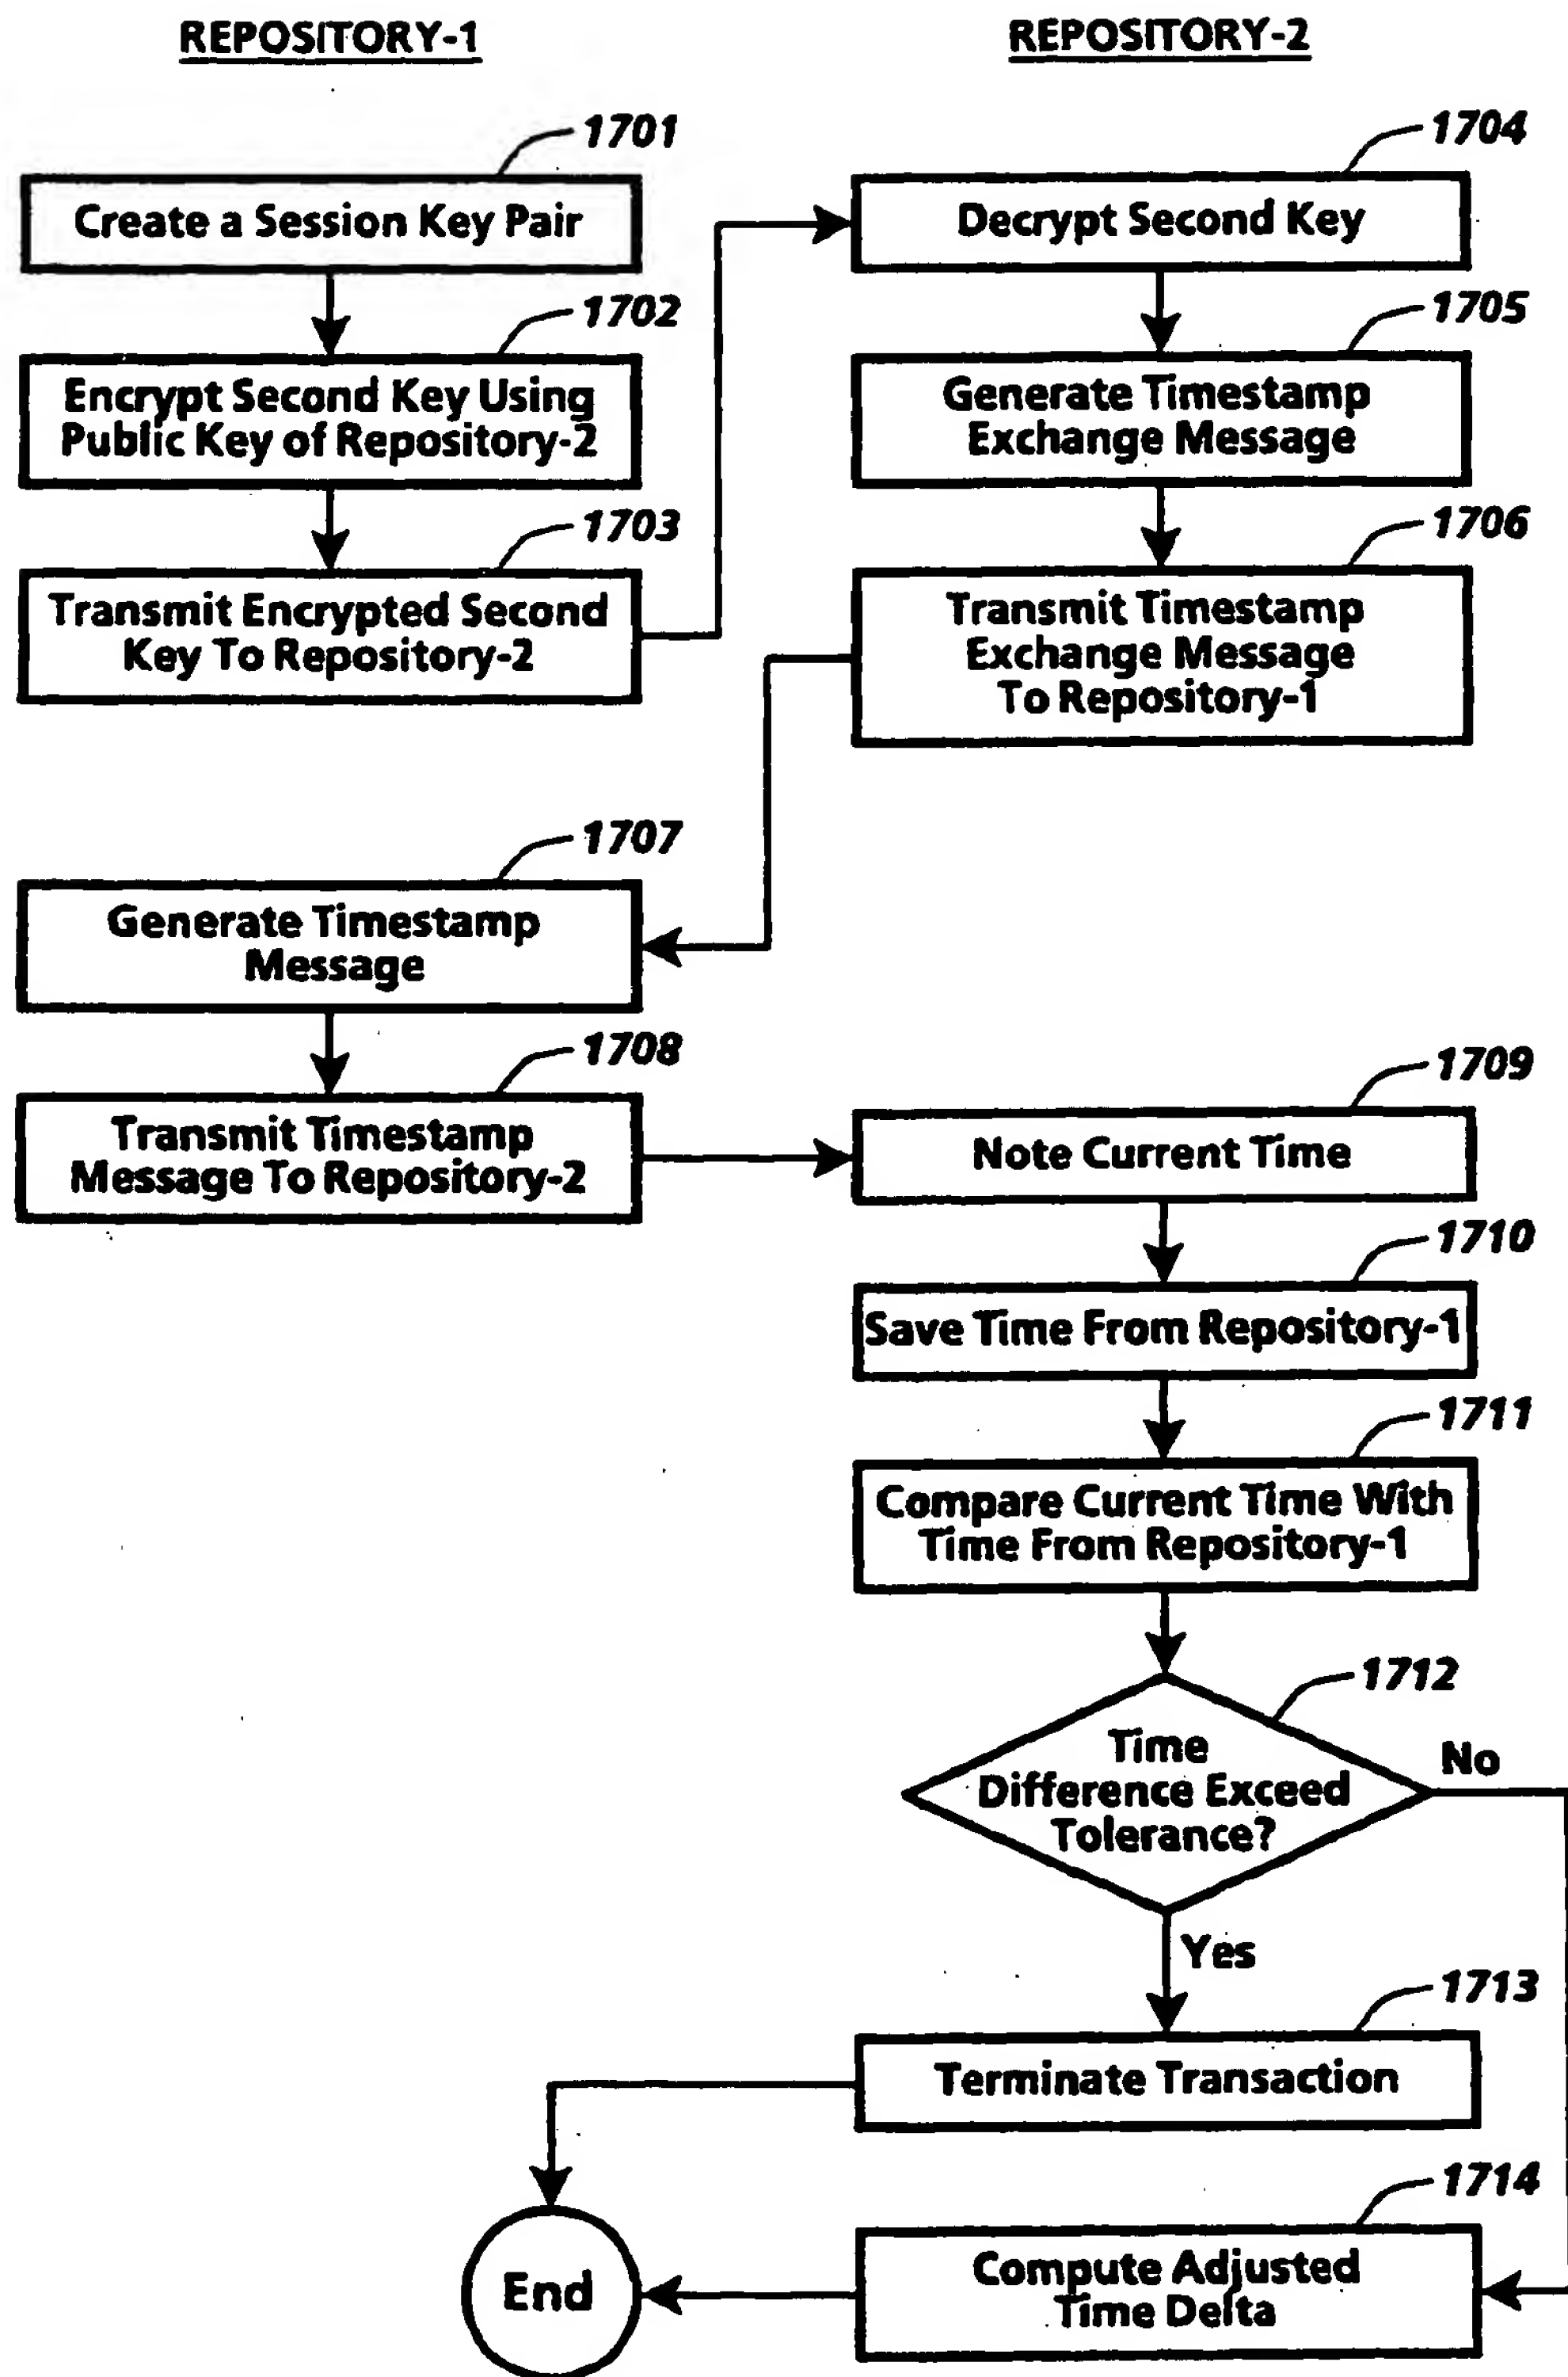 REPOSITORY-1
REPOSITORY-2
1701
Create a Session Key Pair
1702
Encrypt Second Key Using
Public Key of Repository-2
1703
Transmit Encrypted Second
Key To Repository-2
1704
Decrypt Second Key
1705
Generate Timestamp
Exchange Message
1706
Transmit Timestamp
Exchange Message
To Repository-1
1707
Generate Timestamp
Message
1708
Transmit Timestamp
Message To Repository-2
1709
Note Current Time
1710
Save Time From Repository-1
1711
Compare Current Time With
Time From Repository-1
1712
Time
Difference Exceed
Tolerance?
No
Yes
1713
Terminate Transaction
1714
Compute Adjusted
Time Delta
End